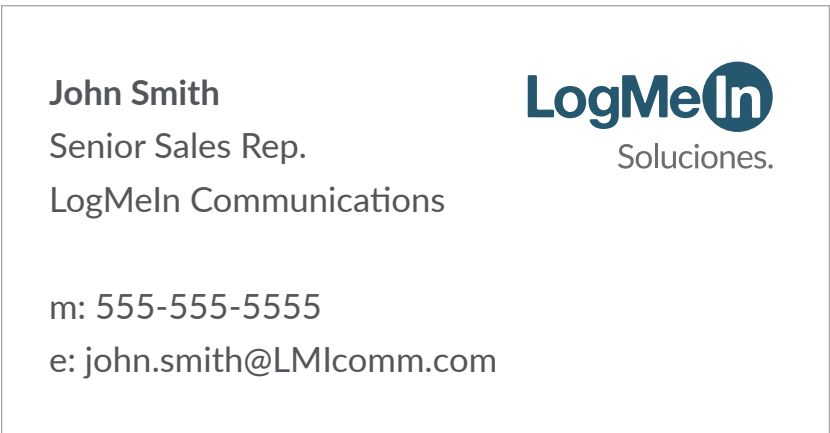 John Smith
Senior Sales Rep.
LogMeIn Communications
m: 555-555-5555
e: john.smith@LMIcomm.com
LogMeIn
Soluciones.